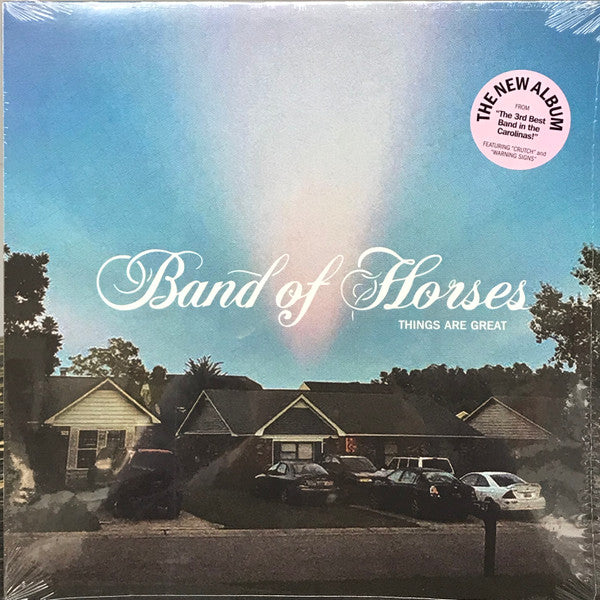 THE NEW ALBUM
FROM
"The 3rd Best
Band in the
Carolinas!"
FEATURING "CRUTCH" and
"WARNING SIGNS"
Band of Horses
THINGS ARE GREAT